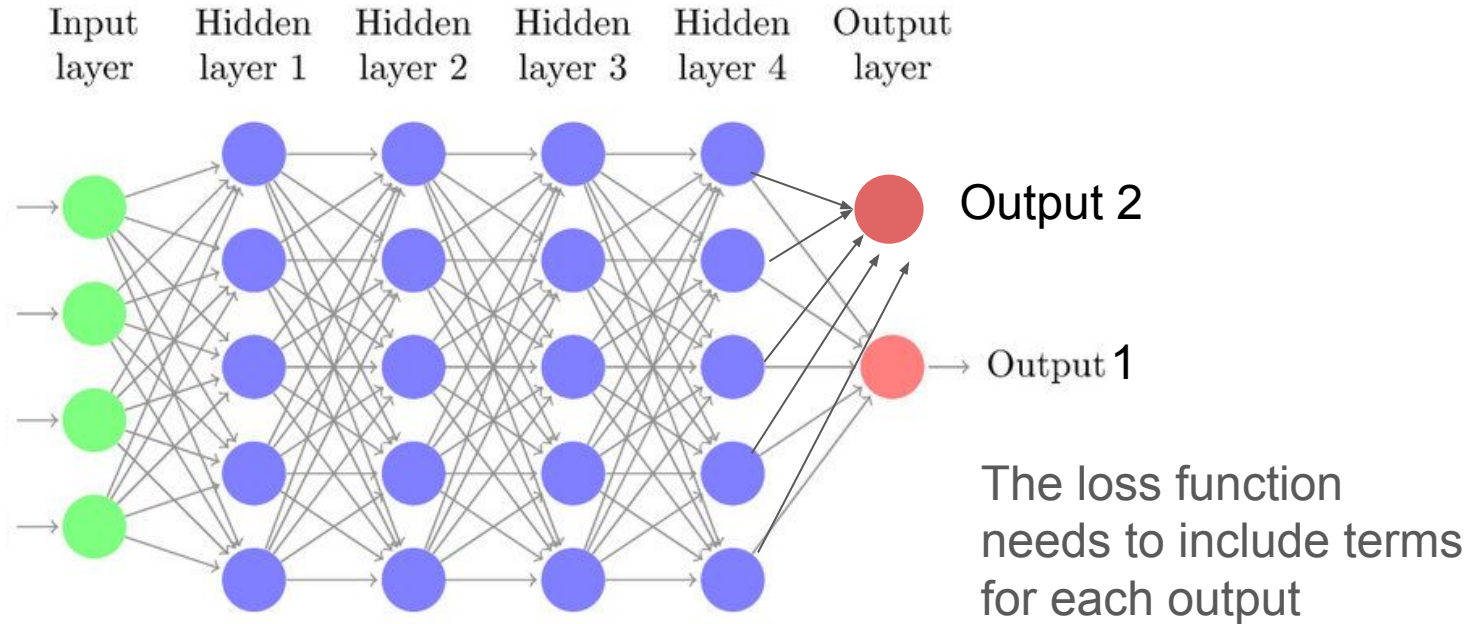 Input
layer
Hidden
layer 1
Hidden
layer 2
Hidden
layer 3
Hidden
layer 4
Output
layer
Output 2
Output 1
The loss function
needs to include terms
for each output